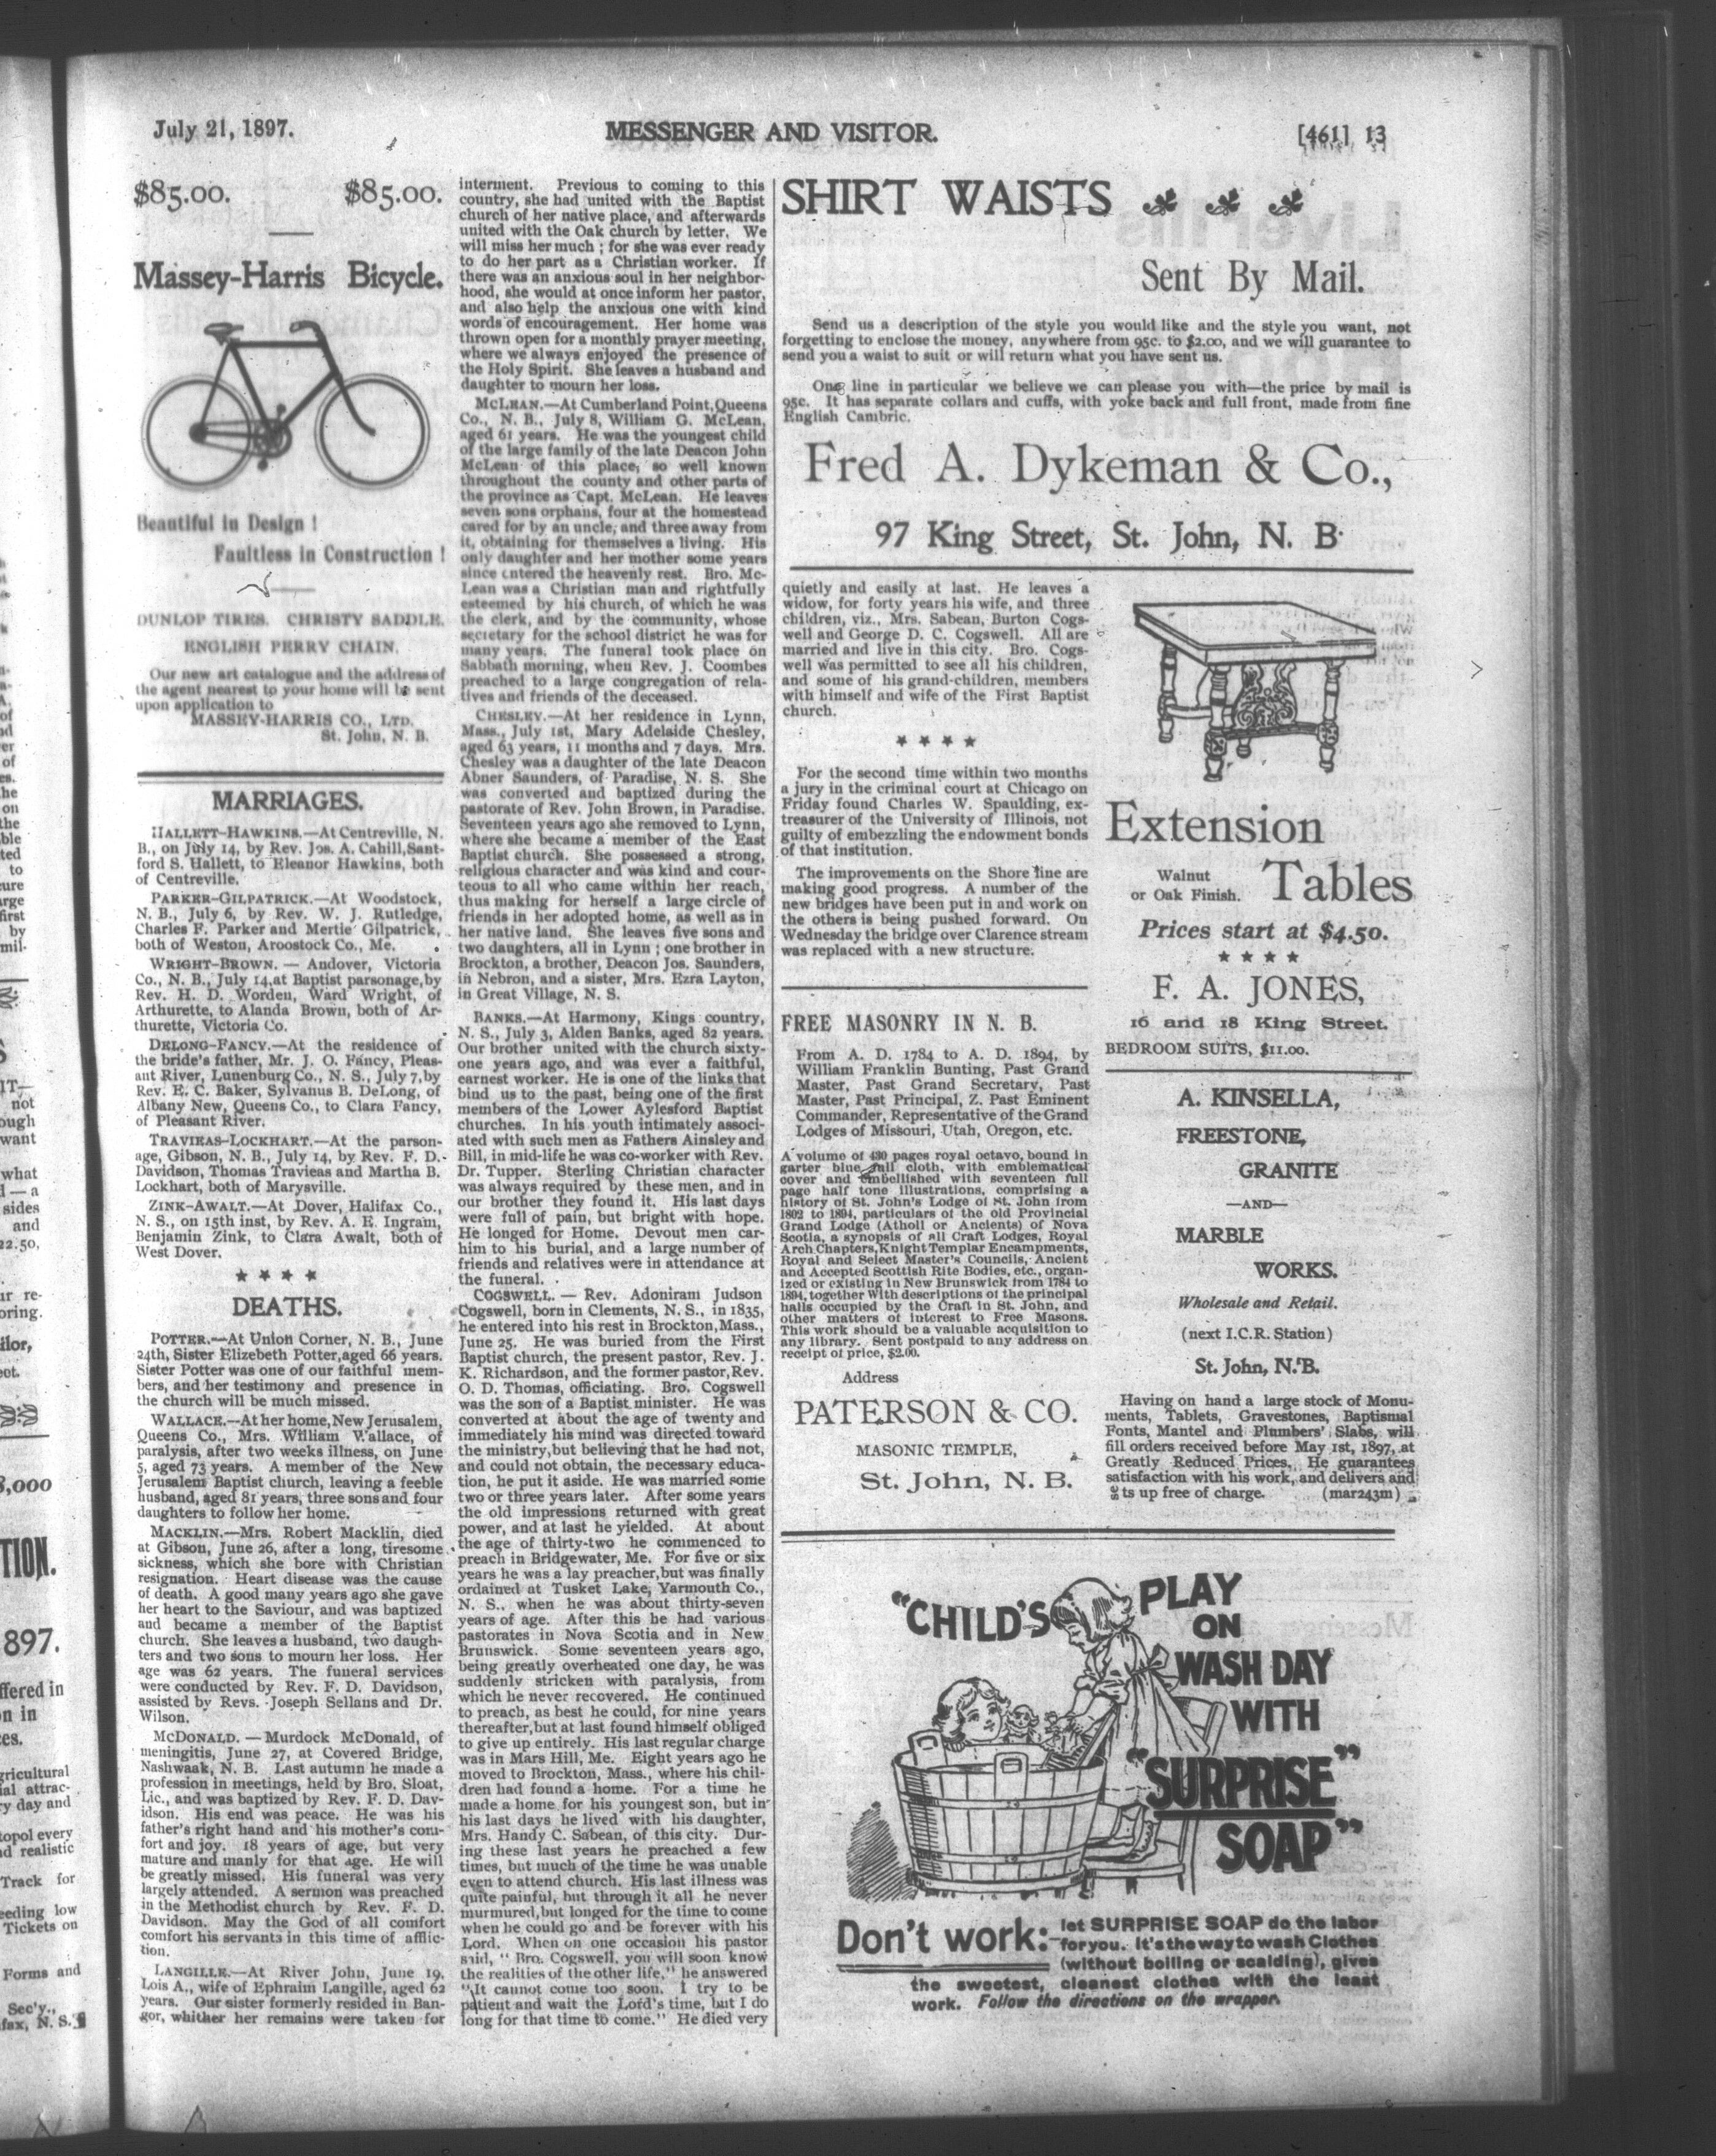 July 21, 1897.
MESSENGER AND VISITOR.
[461] 13
$85.00. $85.00.
Massey-Harris Bicycle.
Beautiful in Design !
Faultless in Construction !
DUNLOP TIRES. CHRISTY SADDLE.
ENGLISH PERRY CHAIN.
Our new art catalogue and the address of
the agent nearest to your home will be sent
upon application to
MASSEY-HARRIS CO., LTD.
St. John, N. B.
MARRIAGES.
HALLETT-HAWKINS.—At Centreville, N.
B., on July 14, by Rev. Jos. A. Cahill, Sant-
ford S. Hallett, to Eleanor Hawkins, both
of Centreville.
PARKER-GILPATRICK.—At Woodstock,
N. B., July 6, by Rev. W. J. Rutledge,
Charles F. Parker and Mertie Gilpatrick,
both of Weston, Aroostock Co., Me.
WRIGHT-BROWN. — Andover, Victoria
Co., N. B., July 14, at Baptist parsonage, by
Rev. H. D. Worden, Ward Wright, of
Arthurette, to Alanda Brown, both of Ar-
thurette, Victoria Co.
DELONG-FANCY.—At the residence of
the bride's father, Mr. J. O. Fancy, Pleas-
ant River, Lunenburg Co., N. S., July 7, by
Rev. E. C. Baker, Sylvanus B. DeLong, of
Albany New, Queens Co., to Clara Fancy,
of Pleasant River.
TRAVIEAS-LOCKHART.—At the parson-
age, Gibson, N. B., July 14, by Rev. F. D.
Davidson, Thomas Travieas and Martha B.
Lockhart, both of Marysville.
ZINK-AWALT.—At Dover, Halifax Co.,
N. S., on 15th inst, by Rev. A. E. Ingram,
Benjamin Zink, to Clara Awalt, both of
West Dover.
* * * *
DEATHS.
POTTER.—At Union Corner, N. B., June
24th, Sister Elizebeth Potter, aged 66 years.
Sister Potter was one of our faithful mem-
bers, and her testimony and presence in
the church will be much missed.
WALLACE.—At her home, New Jerusalem,
Queens Co., Mrs. William Wallace, of
paralysis, after two weeks illness, on June
5, aged 73 years. A member of the New
Jerusalem Baptist church, leaving a feeble
husband, aged 81 years, three sons and four
daughters to follow her home.
MACKLIN.—Mrs. Robert Macklin, died
at Gibson, June 26, after a long, tiresome
sickness, which she bore with Christian
resignation. Heart disease was the cause
of death. A good many years ago she gave
her heart to the Saviour, and was baptized
and became a member of the Baptist
church. She leaves a husband, two daugh-
ters and two sons to mourn her loss. Her
age was 62 years. The funeral services
were conducted by Rev. F. D. Davidson,
assisted by Revs. Joseph Sellans and Dr.
Wilson.
MCDONALD. — Murdock McDonald, of
meningitis, June 27, at Covered Bridge,
Nashwaak, N. B. Last autumn he made a
profession in meetings, held by Bro. Sloat,
Lic., and was baptized by Rev. F. D. Dav-
idson. His end was peace. He was his
father's right hand and his mother's com-
fort and joy. 18 years of age, but very
mature and manly for that age. He will
be greatly missed. His funeral was very
largely attended. A sermon was preached
in the Methodist church by Rev. F. D.
Davidson. May the God of all comfort
comfort his servants in this time of afflic-
tion.
LANGILLE.—At River John, June 19,
Lois A., wife of Ephraim Langille, aged 62
years. Our sister formerly resided in Ban-
gor, whither her remains were taken for
interment. Previous to coming to this
country, she had united with the Baptist
church of her native place, and afterwards
united with the Oak church by letter. We
will miss her much ; for she was ever ready
to do her part as a Christian worker. If
there was an anxious soul in her neighbor-
hood, she would at once inform her pastor,
and also help the anxious one with kind
words of encouragement. Her home was
thrown open for a monthly prayer meeting,
where we always enjoyed the presence of
the Holy Spirit. She leaves a husband and
daughter to mourn her loss.
MCLEAN.—At Cumberland Point, Queens
Co., N. B., July 8, William G. McLean,
aged 61 years. He was the youngest child
of the large family of the late Deacon John
McLean of this place, so well known
throughout the county and other parts of
the province as Capt. McLean. He leaves
seven sons orphans, four at the homestead
cared for by an uncle, and three away from
it, obtaining for themselves a living. His
only daughter and her mother some years
since entered the heavenly rest. Bro. Mc-
Lean was a Christian man and rightfully
esteemed by his church, of which he was
the clerk, and by the community, whose
secretary for the school district he was for
many years. The funeral took place on
Sabbath morning, when Rev. J. Coombes
preached to a large congregation of rela-
tives and friends of the deceased.
CHESLEY.—At her residence in Lynn,
Mass., July 1st, Mary Adelaide Chesley,
aged 63 years, 11 months and 7 days. Mrs.
Chesley was a daughter of the late Deacon
Abner Saunders, of Paradise, N. S. She
was converted and baptized during the
pastorate of Rev. John Brown, in Paradise.
Seventeen years ago she removed to Lynn,
where she became a member of the East
Baptist church. She possessed a strong,
religious character and was kind and cour-
teous to all who came within her reach,
thus making for herself a large circle of
friends in her adopted home, as well as in
her native land. She leaves five sons and
two daughters, all in Lynn ; one brother in
Brockton, a brother, Deacon Jos. Saunders,
in Nebron, and a sister, Mrs. Ezra Layton,
in Great Village, N. S.
BANKS.—At Harmony, Kings country,
N. S., July 3, Alden Banks, aged 82 years.
Our brother united with the church sixty-
one years ago, and was ever a faithful,
earnest worker. He is one of the links that
bind us to the past, being one of the first
members of the Lower Aylesford Baptist
churches. In his youth intimately associ-
ated with such men as Fathers Ainsley and
Bill, in mid-life he was co-worker with Rev.
Dr. Tupper. Sterling Christian character
was always required by these men, and in
our brother they found it. His last days
were full of pain, but bright with hope.
He longed for Home. Devout men car-
him to his burial, and a large number of
friends and relatives were in attendance at
the funeral.
COGSWELL. — Rev. Adoniram Judson
Cogswell, born in Clements, N. S., in 1835,
he entered into his rest in Brockton, Mass.,
June 25. He was buried from the First
Baptist church, the present pastor, Rev. J.
K. Richardson, and the former pastor, Rev.
O. D. Thomas, officiating. Bro. Cogswell
was the son of a Baptist minister. He was
converted at about the age of twenty and
immediately his mind was directed toward
the ministry, but believing that he had not,
and could not obtain, the necessary educa-
tion, he put it aside. He was married some
two or three years later. After some years
the old impressions returned with great
power, and at last he yielded. At about
the age of thirty-two he commenced to
preach in Bridgewater, Me. For five or six
years he was a lay preacher, but was finally
ordained at Tusket Lake, Yarmouth Co.,
N. S., when he was about thirty-seven
years of age. After this he had various
pastorates in Nova Scotia and in New
Brunswick. Some seventeen years ago,
being greatly overheated one day, he was
suddenly stricken with paralysis, from
which he never recovered. He continued
to preach, as best he could, for nine years
thereafter, but at last found himself obliged
to give up entirely. His last regular charge
was in Mars Hill, Me. Eight years ago he
moved to Brockton, Mass., where his chil-
dren had found a home. For a time he
made a home for his youngest son, but in
his last days he lived with his daughter,
Mrs. Handy C. Sabean, of this city. Dur-
ing these last years he preached a few
times, but much of the time he was unable
even to attend church. His last illness was
quite painful, but through it all he never
murmured, but longed for the time to come
when he could go and be forever with his
Lord. When on one occasion his pastor
said, " Bro. Cogswell, you will soon know
the realities of the other life," he answered
"It cannot come too soon. I try to be
patient and wait the Lord's time, but I do
long for that time to come." He died very
SHIRT WAISTS
Sent By Mail.
Send us a description of the style you would like and the style you want, not
forgetting to enclose the money, anywhere from 95c. to $2.00, and we will guarantee to
send you a waist to suit or will return what you have sent us.
One line in particular we believe we can please you with—the price by mail is
95c. It has separate collars and cuffs, with yoke back and full front, made from fine
English Cambric.
Fred A. Dykeman & Co.,
97 King Street, St. John, N. B.
quietly and easily at last. He leaves a
widow, for forty years his wife, and three
children, viz., Mrs. Sabean, Burton Cogs-
well and George D. C. Cogswell. All are
married and live in this city. Bro. Cogs-
well was permitted to see all his children,
and some of his grand-children, members
with himself and wife of the First Baptist
church.
* * * *
For the second time within two months
a jury in the criminal court at Chicago on
Friday found Charles W. Spaulding, ex-
treasurer of the University of Illinois, not
guilty of embezzling the endowment bonds
of that institution.
The improvements on the Shore line are
making good progress. A number of the
new bridges have been put in and work on
the others is being pushed forward. On
Wednesday the bridge over Clarence stream
was replaced with a new structure.
FREE MASONRY IN N. B.
From A. D. 1784 to A. D. 1894, by
William Franklin Bunting, Past Grand
Master, Past Grand Secretary, Past
Master, Past Principal, Z. Past Eminent
Commander, Representative of the Grand
Lodges of Missouri, Utah, Oregon, etc.
A volume of 430 pages royal octavo, bound in
garter blue full cloth, with emblematical
cover and embellished with seventeen full
page half tone illustrations, comprising a
history of St. John's Lodge of St. John from
1802 to 1894, particulars of the old Provincial
Grand Lodge (Atholl or Ancients) of Nova
Scotia, a synopsis of all Craft Lodges, Royal
Arch Chapters, Knight Templar Encampments,
Royal and Select Master's Councils, Ancient
and Accepted Scottish Rite Bodies, etc., organ-
ized or existing in New Brunswick from 1784 to
1894, together with descriptions of the principal
halls occupied by the Craft in St. John, and
other matters of interest to Free Masons.
This work should be a valuable acquisition to
any library. Sent postpaid to any address on
receipt of price, $2.00.
Address
PATERSON & CO.
MASONIC TEMPLE,
St. John, N. B.
Extension
Walnut
or Oak Finish.
Tables
Prices start at $4.50.
* * * *
F. A. JONES,
16 and 18 King Street.
BEDROOM SUITS, $11.00.
A. KINSELLA,
FREESTONE,
GRANITE
—AND—
MARBLE
WORKS.
Wholesale and Retail.
(next I.C.R. Station)
St. John, N. B.
Having on hand a large stock of Monu-
ments, Tablets, Gravestones, Baptismal
Fonts, Mantel and Plumbers' Slabs, will
fill orders received before May 1st, 1897, at
Greatly Reduced Prices. He guarantees
satisfaction with his work, and delivers and
sets up free of charge. (mar243m)
"CHILD'S PLAY
ON
WASH DAY
WITH
"SURPRISE
SOAP"
Don't work: let SURPRISE SOAP do the labor
for you. It's the way to wash Clothes
(without boiling or scalding), gives
the sweetest, cleanest clothes with the least
work. Follow the directions on the wrapper.